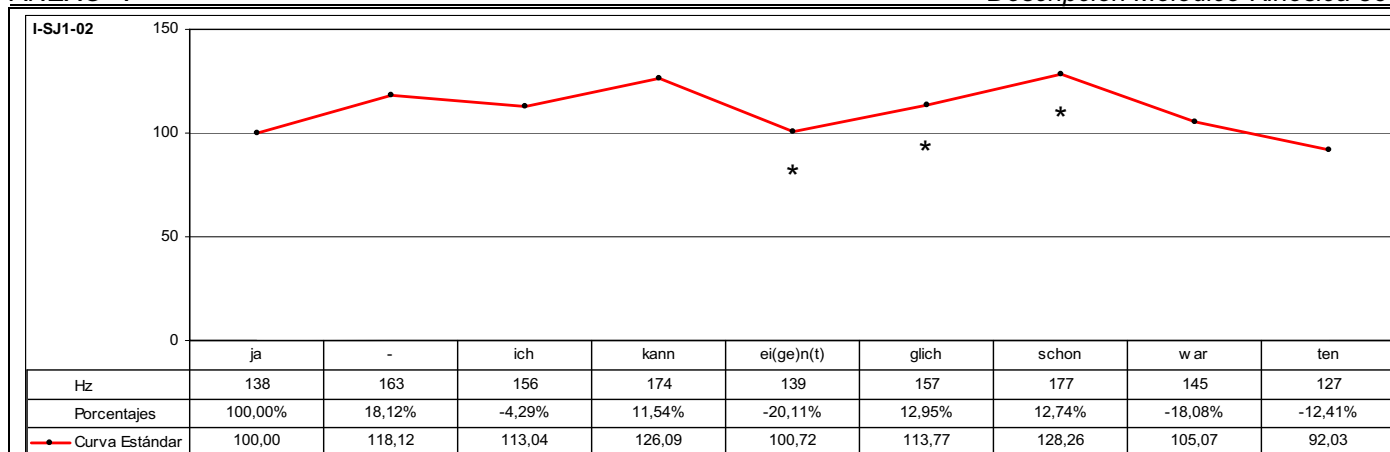 I-SJ1-02
150
100
50
0
ja - ich kann ei(ge)n(t) glich schon war ten
Hz 138 163 156 174 139 157 177 145 127
Porcentajes 100,00% 18,12% -4,29% 11,54% -20,11% 12,95% 12,74% -18,08% -12,41%
Curva Estándar 100,00 118,12 113,04 126,09 100,72 113,77 128,26 105,07 92,03
* * *